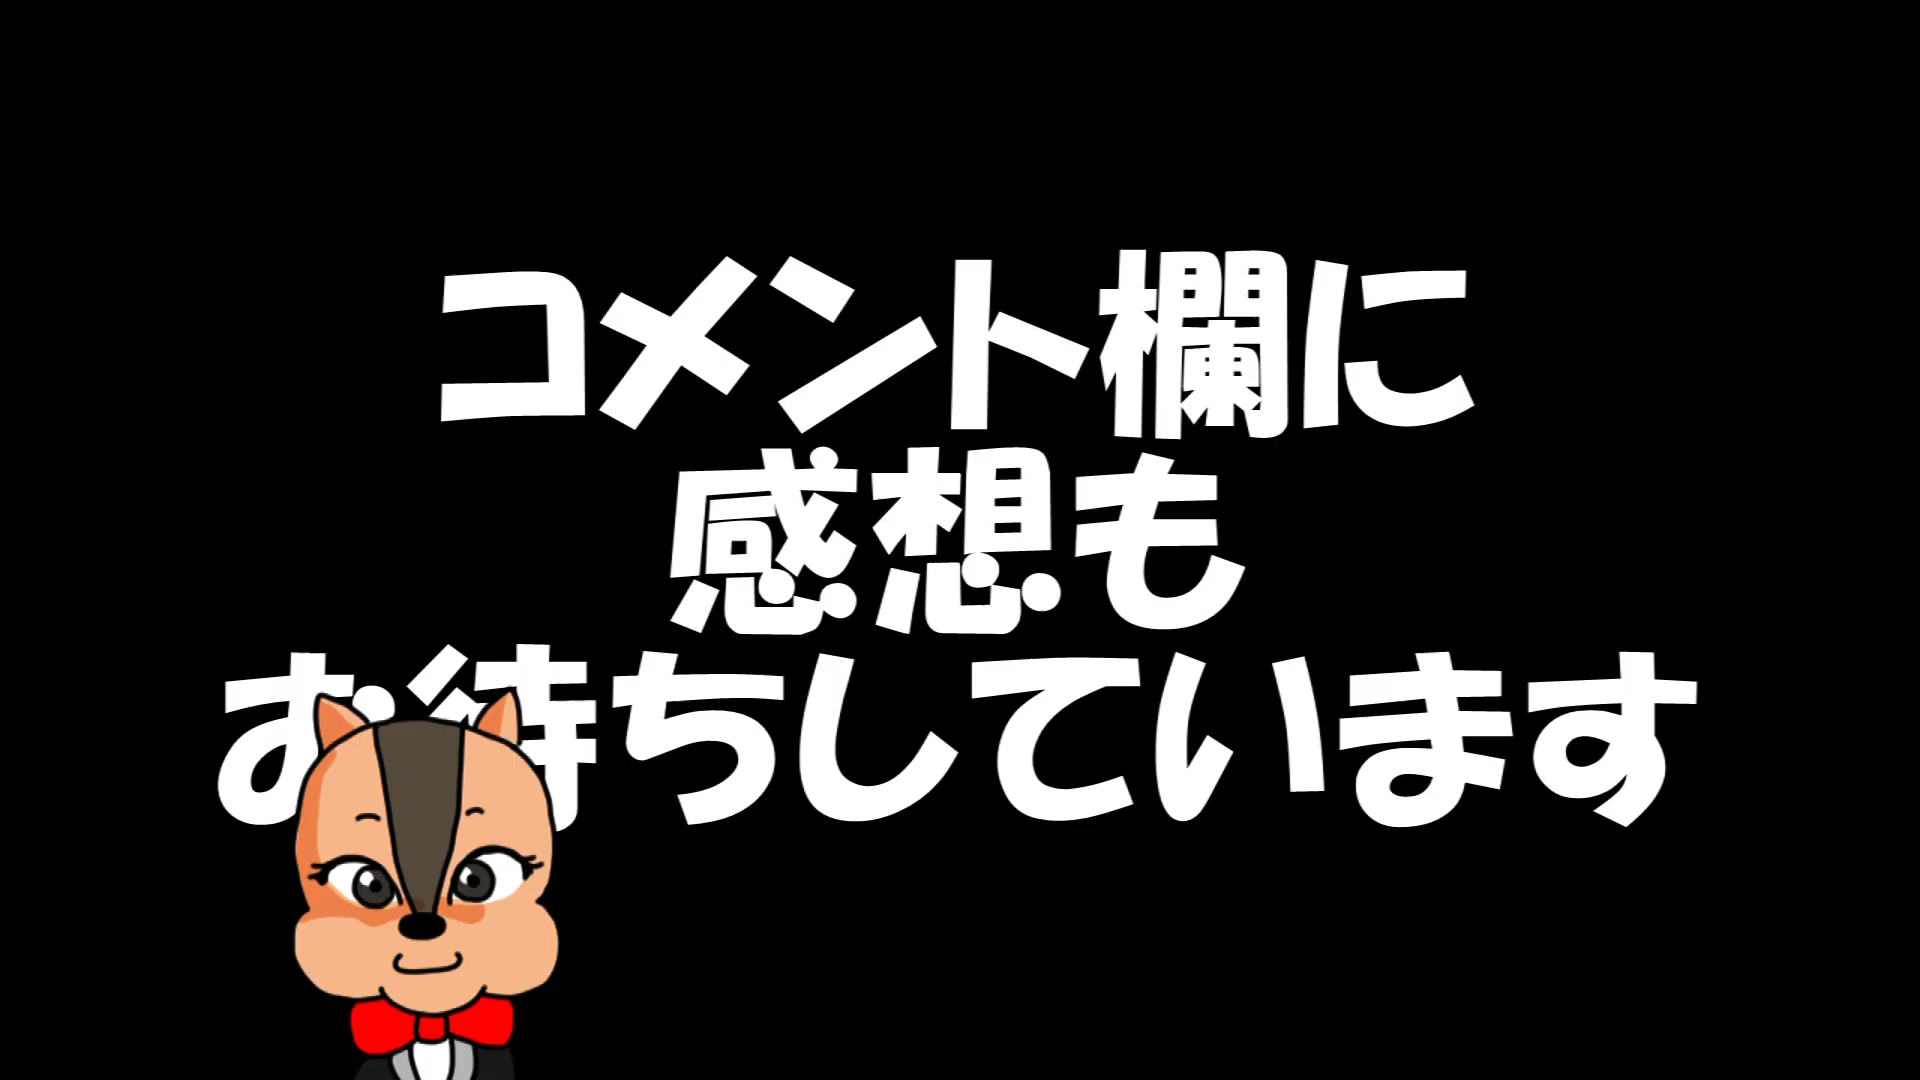 コメント欄に
感想も
お待ちしています